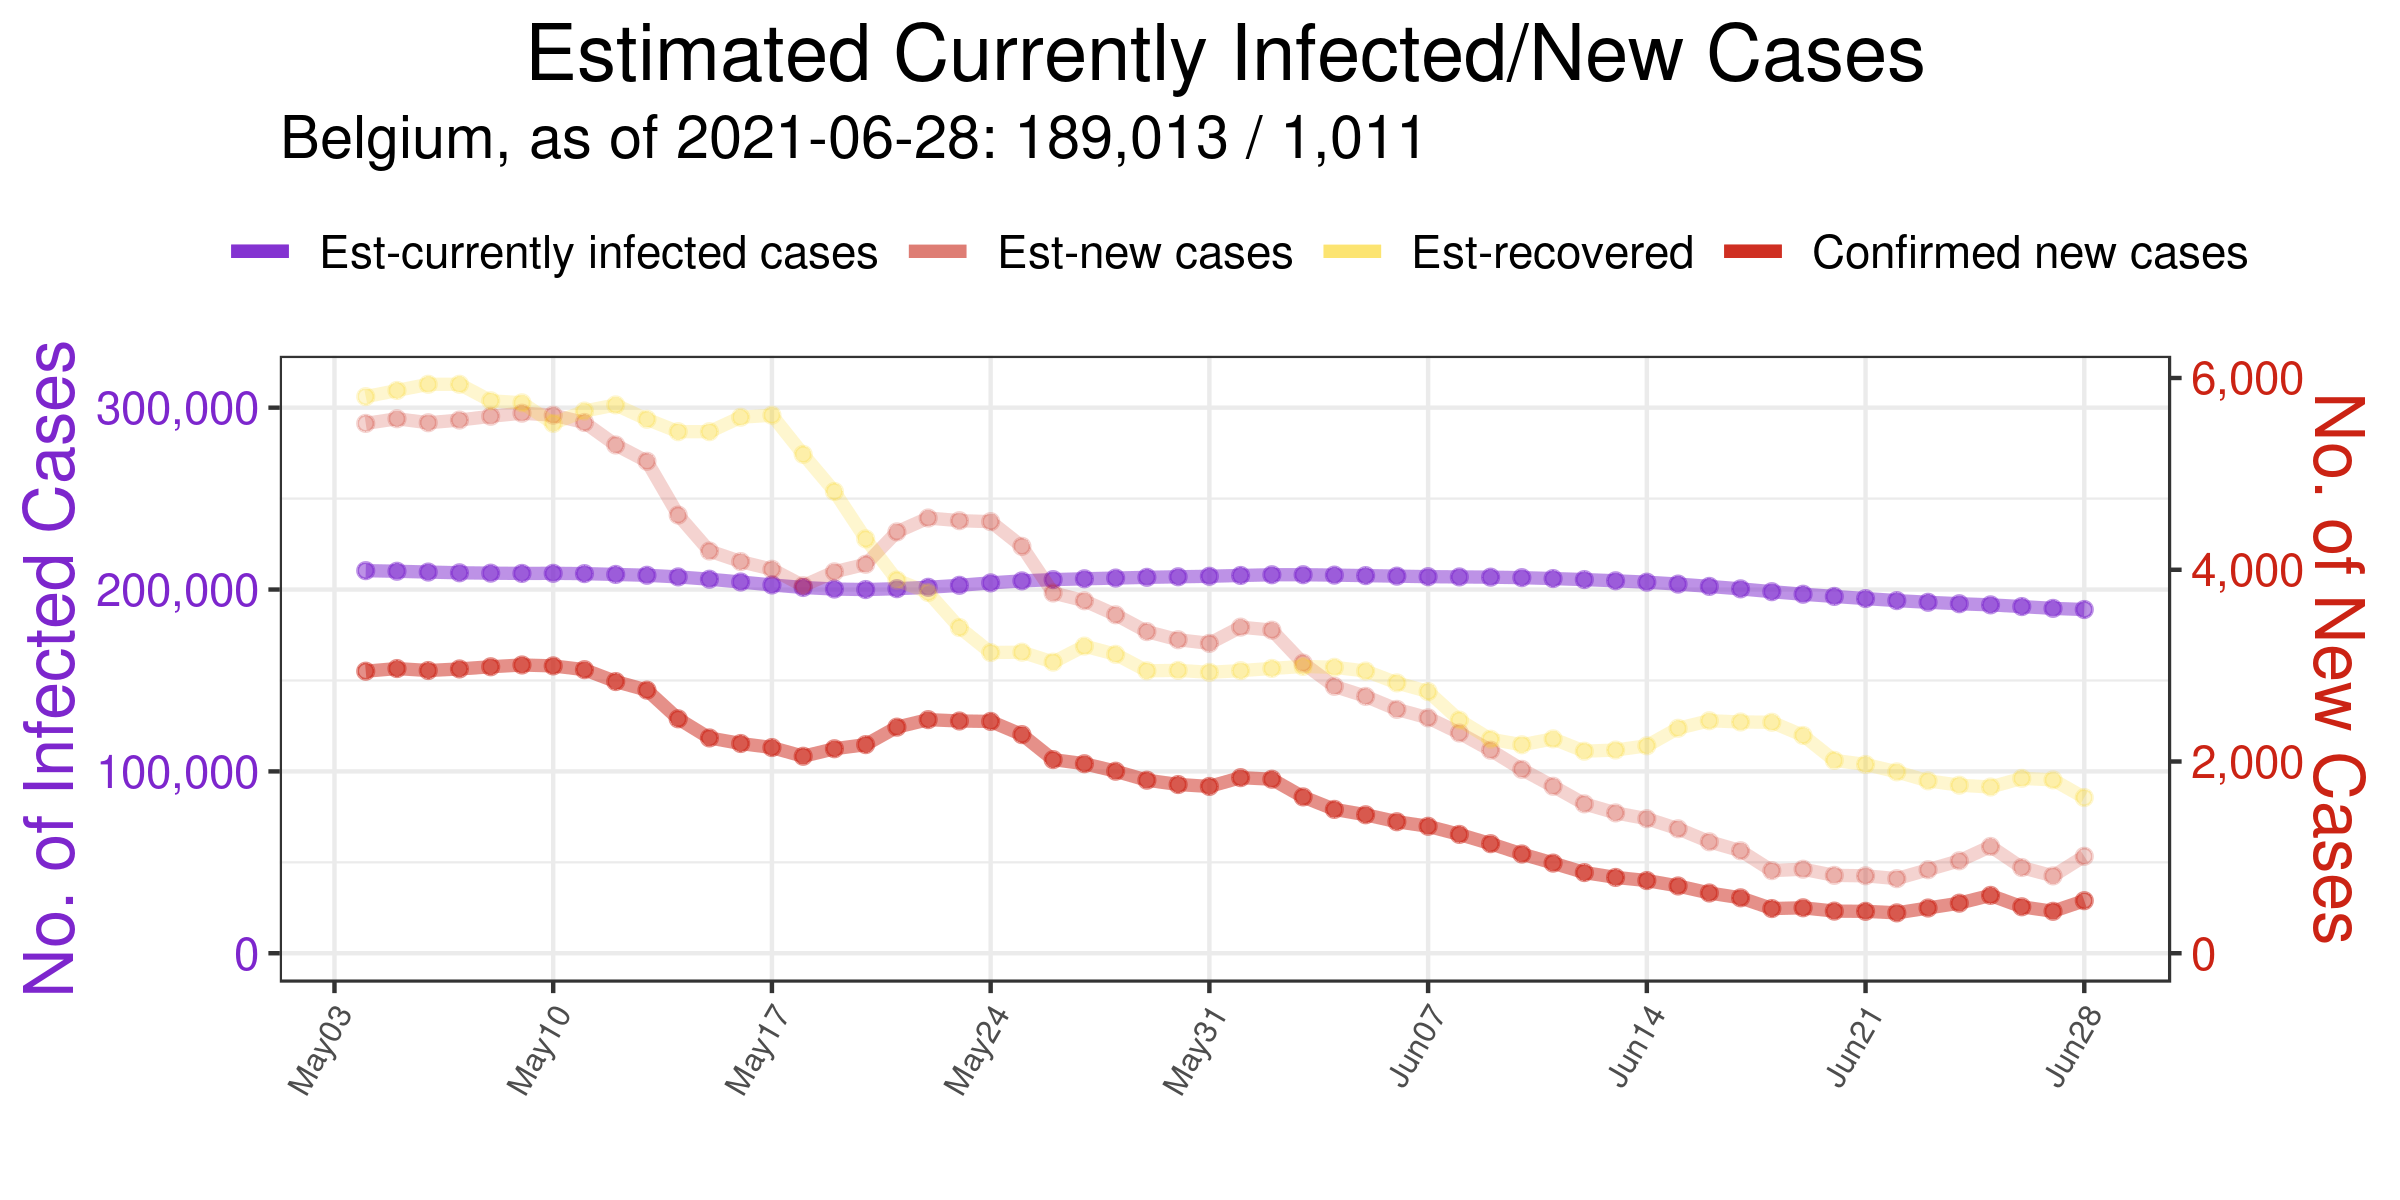 Estimated Currently Infected/New Cases
Belgium, as of 2021-06-28: 189,013 / 1,011
Est-currently infected cases Est-new cases Est-recovered Confirmed new cases
No. of Infected Cases
300,000
200,000
100,000
0
6,000
4,000
2,000
0
No. of New Cases
May03 May10 May17 May24 May31 Jun07 Jun14 Jun21 Jun28